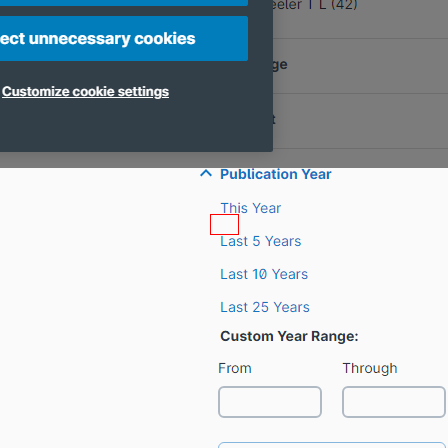 eeler T L (42)
ect unnecessary cookies
ge
Customize cookie settings
t
Publication Year
This Year
Last 5 Years
Last 10 Years
Last 25 Years
Custom Year Range:
From Through